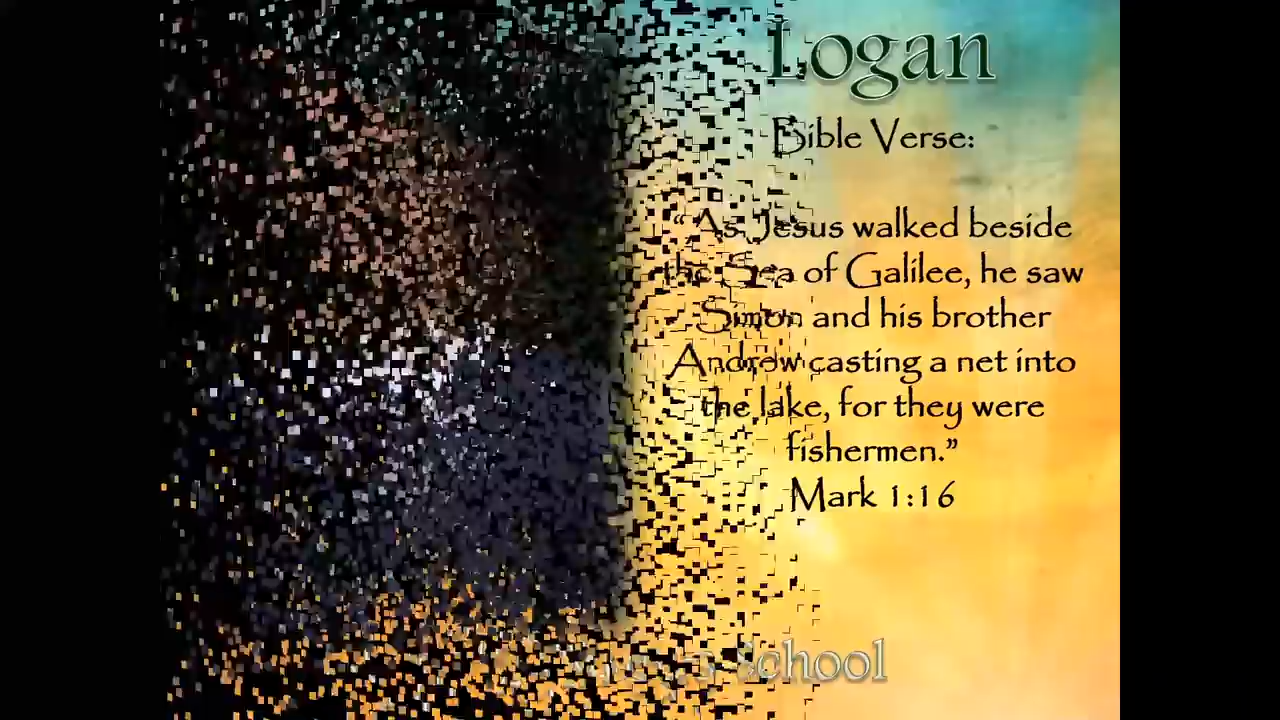 Logan
Bible Verse:
“As Jesus walked beside
the Sea of Galilee, he saw
Simon and his brother
Andrew casting a net into
the lake, for they were
fishermen.”
Mark 1:16
School